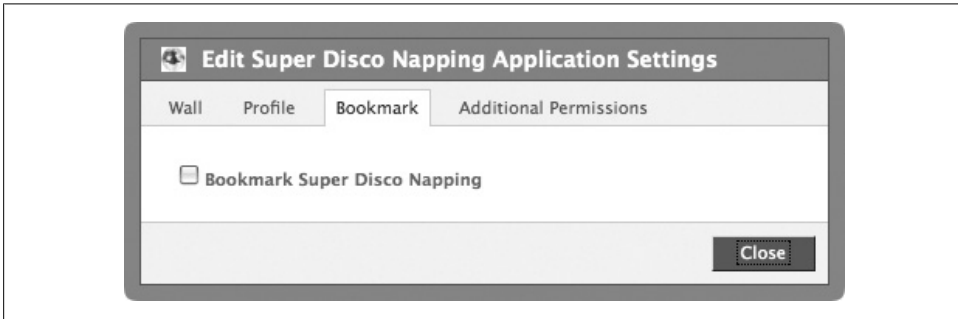 Edit Super Disco Napping Application Settings
Wall Profile Bookmark Additional Permissions
Bookmark Super Disco Napping
Close